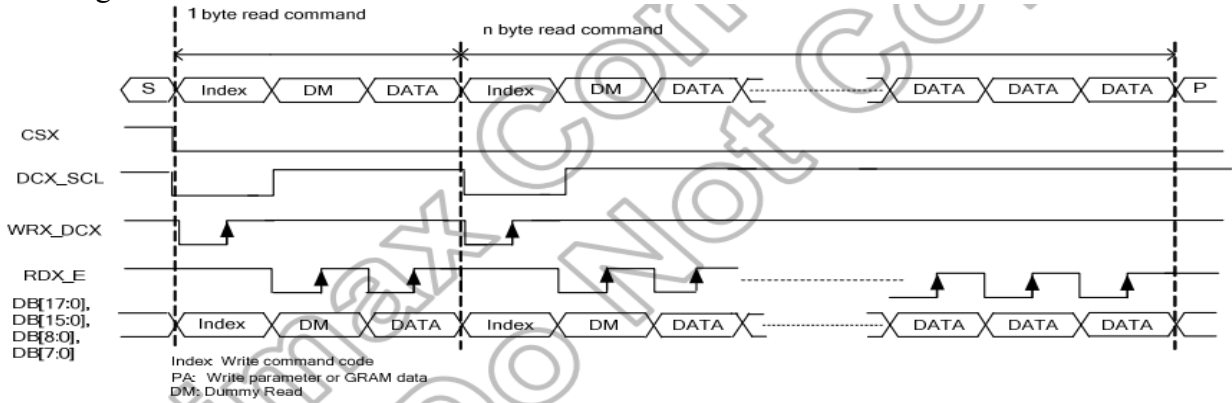 1 byte read command
n byte read command
S Index DM DATA Index DM DATA DATA DATA DATA P
CSX
DCX_SCL
WRX_DCX
RDX_E
DB[17:0],
DB[15:0],
DB[8:0],
DB[7:0]
Index DM DATA Index DM DATA DATA DATA DATA
Index Write command code
PA: Write parameter or GRAM data
DM: Dummy Read
Do Not